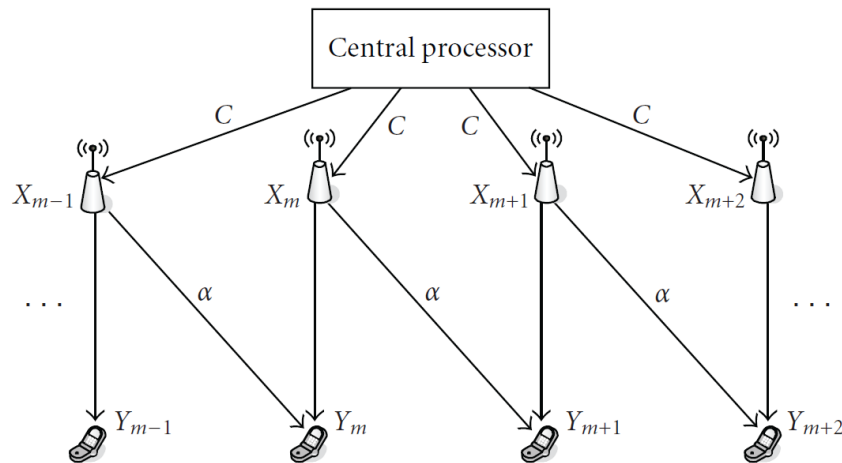 Central processor
C C C C
X_{m−1} X_m X_{m+1} X_{m+2}
α α α
. . . . . .
Y_{m−1} Y_m Y_{m+1} Y_{m+2}